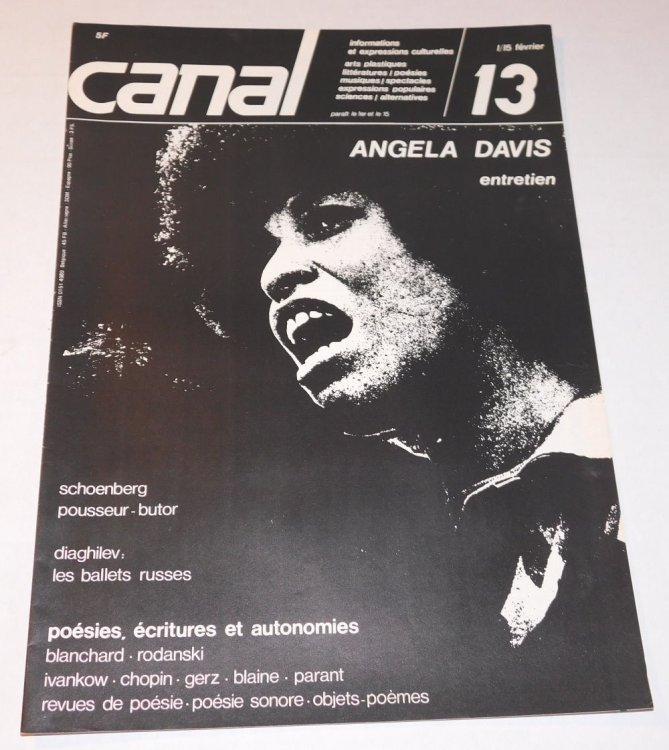 5F
canal
informations
et expressions culturelles
arts plastiques
littératures / poésies
musiques / spectacles
expressions populaires
sciences / alternatives
paraît le 1er et le 15
1/15 février
13
ANGELA DAVIS
entretien
schoenberg
pousseur - butor
diaghilev:
les ballets russes
poésies, écritures et autonomies
blanchard · rodanski
ivankow · chopin · gerz · blaine · parant
revues de poésie · poésie sonore · objets-poèmes